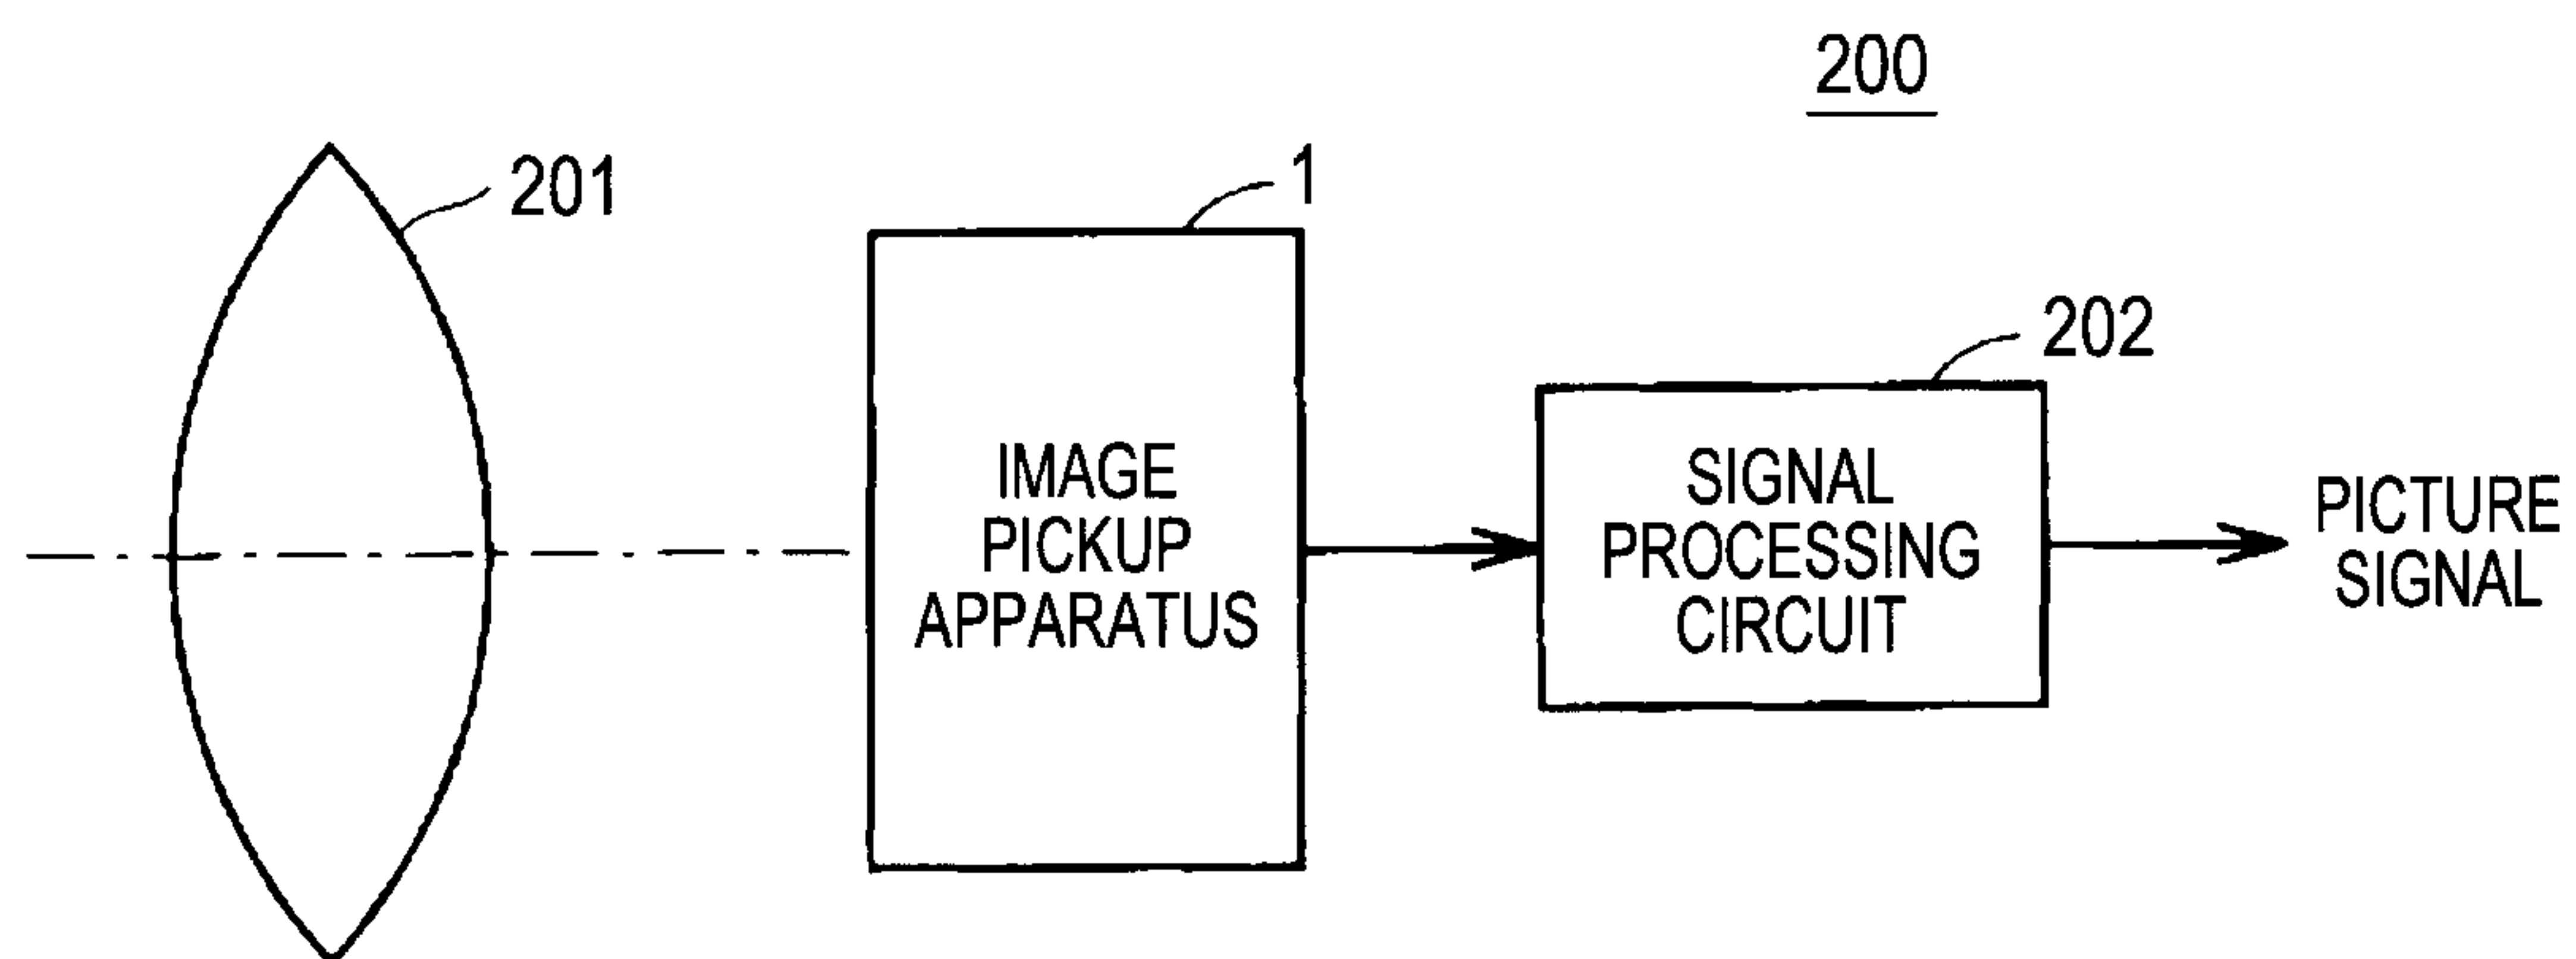 200
201
1
202
IMAGE
PICKUP
APPARATUS
SIGNAL
PROCESSING
CIRCUIT
PICTURE
SIGNAL